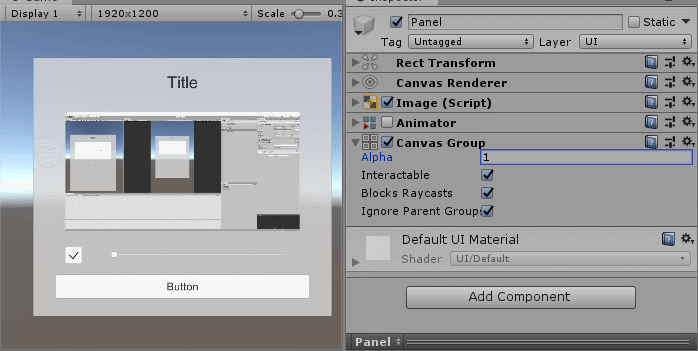 Display 1 1920x1200 Scale 0.3
Title
Button
Panel Static
Tag Untagged Layer UI
Rect Transform
Canvas Renderer
Image (Script)
Animator
Canvas Group
Alpha 1
Interactable
Blocks Raycasts
Ignore Parent Groups
Default UI Material
Shader UI/Default
Add Component
Panel